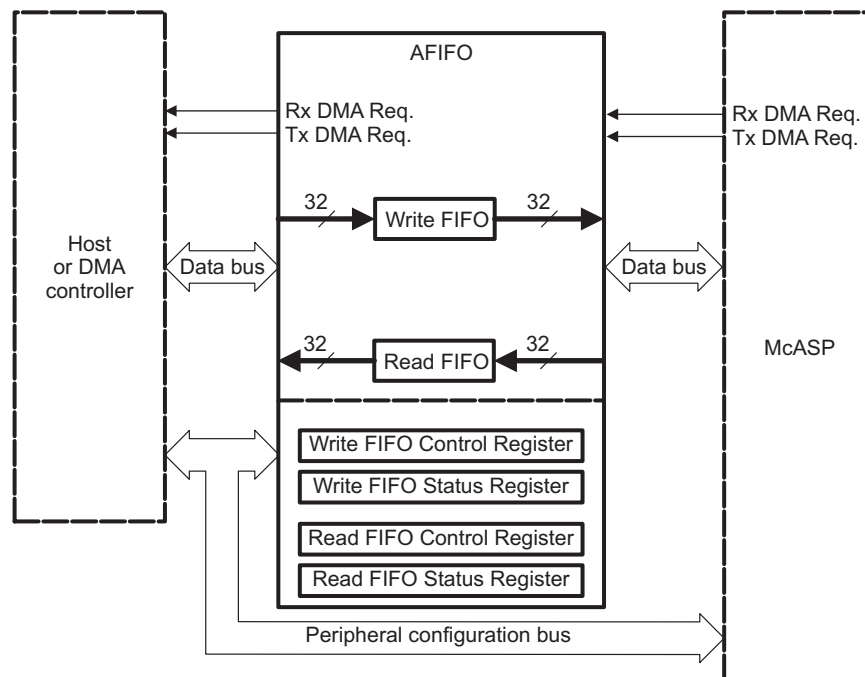 AFIFO
Rx DMA Req.
Tx DMA Req.
Rx DMA Req.
Tx DMA Req.
32
32
Write FIFO
Host
or DMA
controller
Data bus
Data bus
32
32
Read FIFO
McASP
Write FIFO Control Register
Write FIFO Status Register
Read FIFO Control Register
Read FIFO Status Register
Peripheral configuration bus